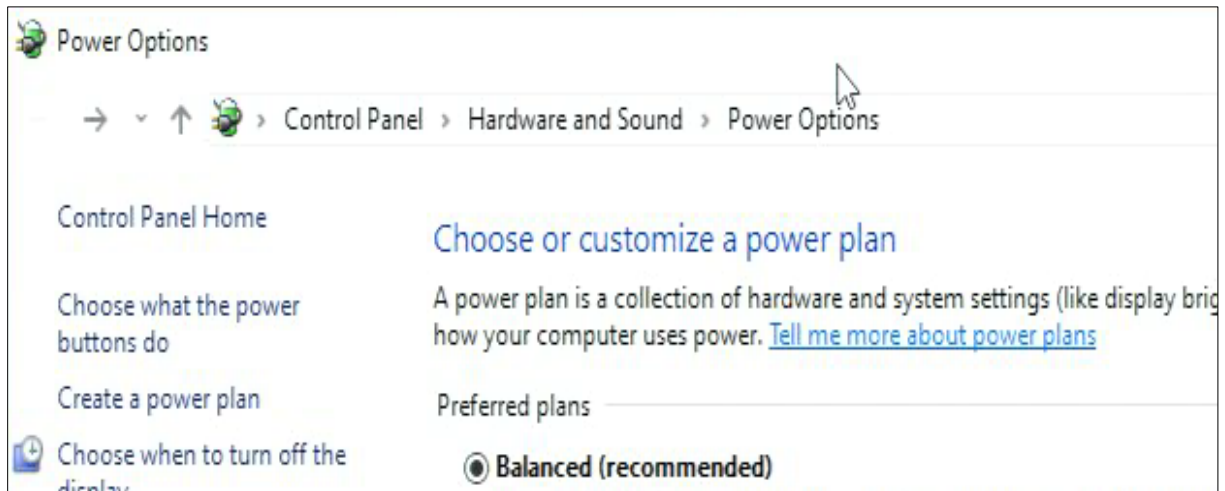 Power Options
Control Panel > Hardware and Sound > Power Options
Control Panel Home
Choose what the power
buttons do
Create a power plan
Choose when to turn off the
display
Choose or customize a power plan
A power plan is a collection of hardware and system settings (like display brig
how your computer uses power. Tell me more about power plans
Preferred plans
Balanced (recommended)